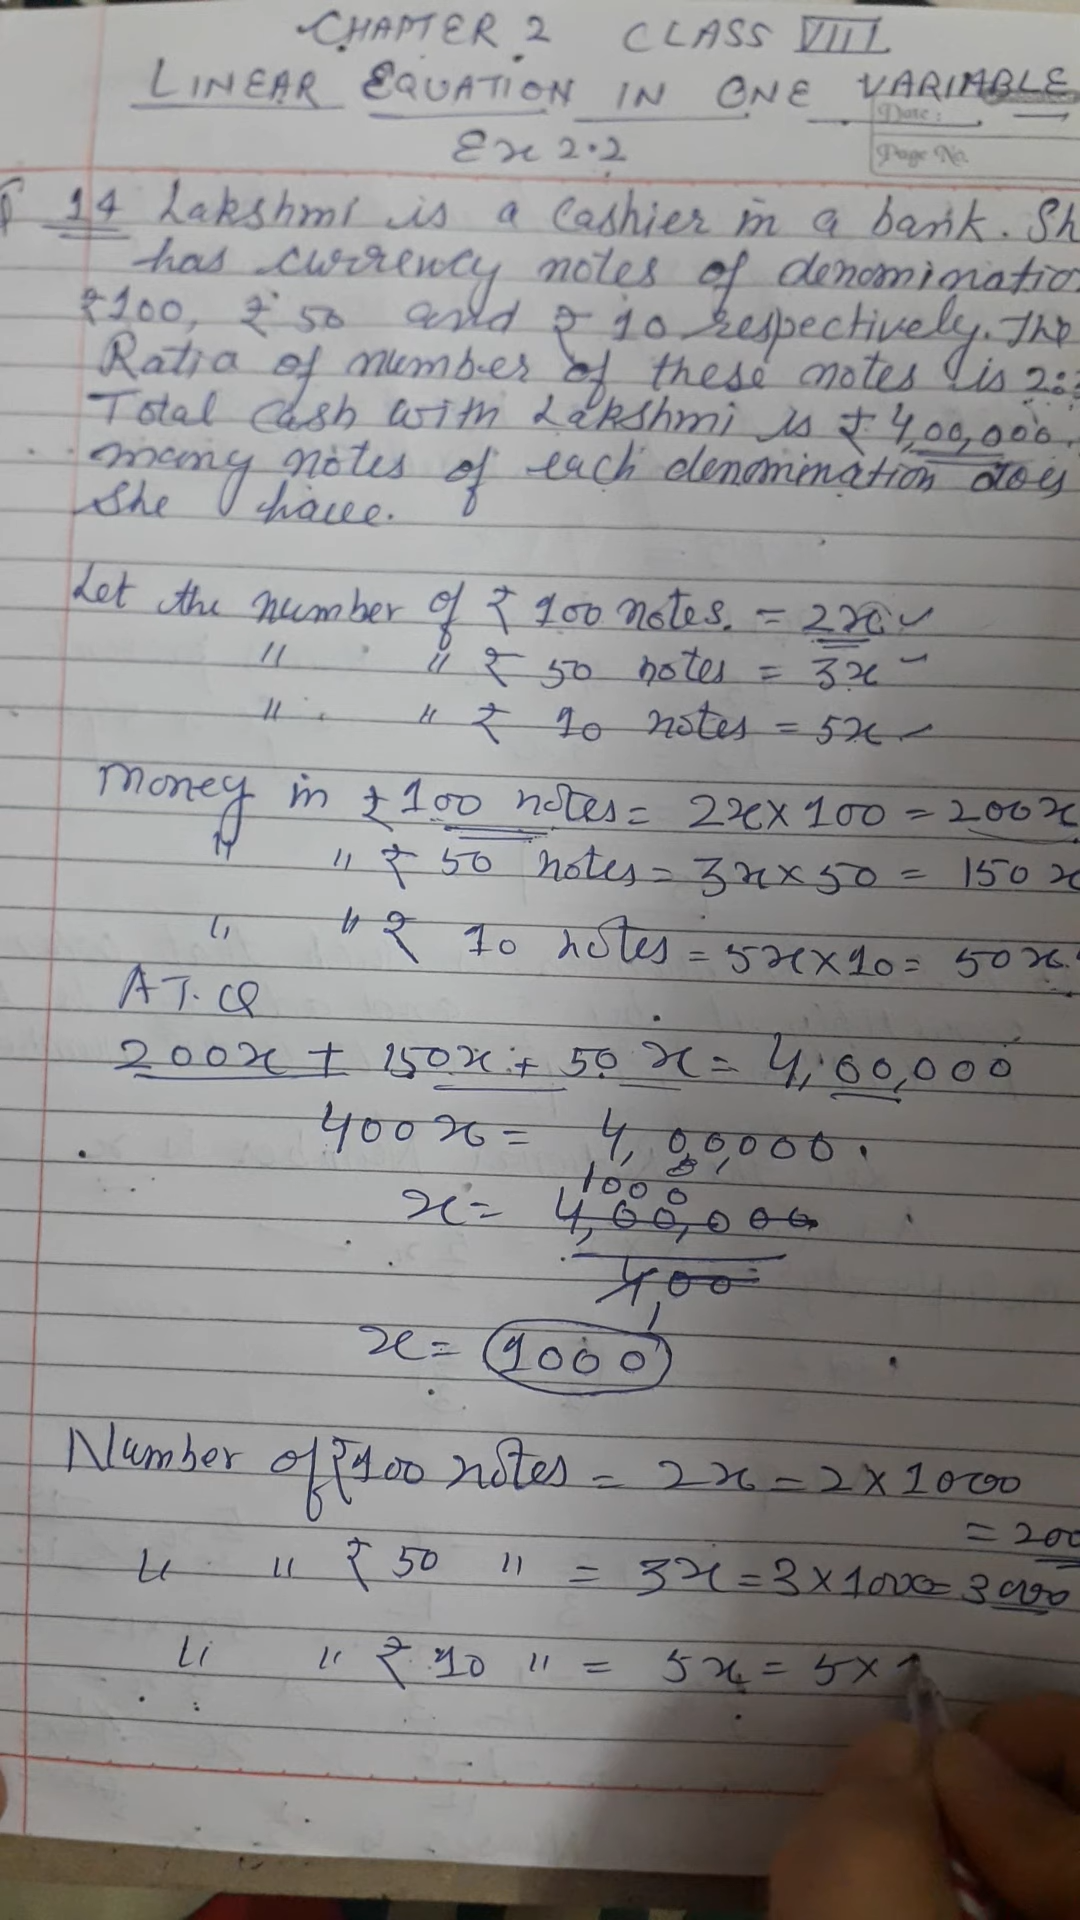 CHAPTER 2 CLASS VIII
LINEAR EQUATION IN ONE VARIABLE
Date :
Ex 2.2
Page No.
14 Lakshmi is a Cashier in a bank. Sh
has currency notes of denominatio
₹100, ₹ 50 and ₹ 10 respectively. The
Ratio of number of these notes is 2:3
Total Cash with Lakshmi is ₹ 4,00,000.
many notes of each denomination does
She have.
Let the number of ₹ 100 notes. = 2x
" " ₹ 50 notes = 3x
" " ₹ 10 notes = 5x
Money in ₹100 notes = 2x × 100 = 200x
" " ₹ 50 notes = 3x × 50 = 150x
" " ₹ 10 notes = 5x × 10 = 50x
A.T.Q
200x + 150x + 50x = 4,00,000
400x = 4,00,000.
1000
x = 4,00,000
400
x = 1000
Number of ₹100 notes = 2x = 2 × 1000
= 200
" " ₹ 50 " = 3x = 3 × 1000 = 3000
" " ₹ 10 " = 5x = 5 ×